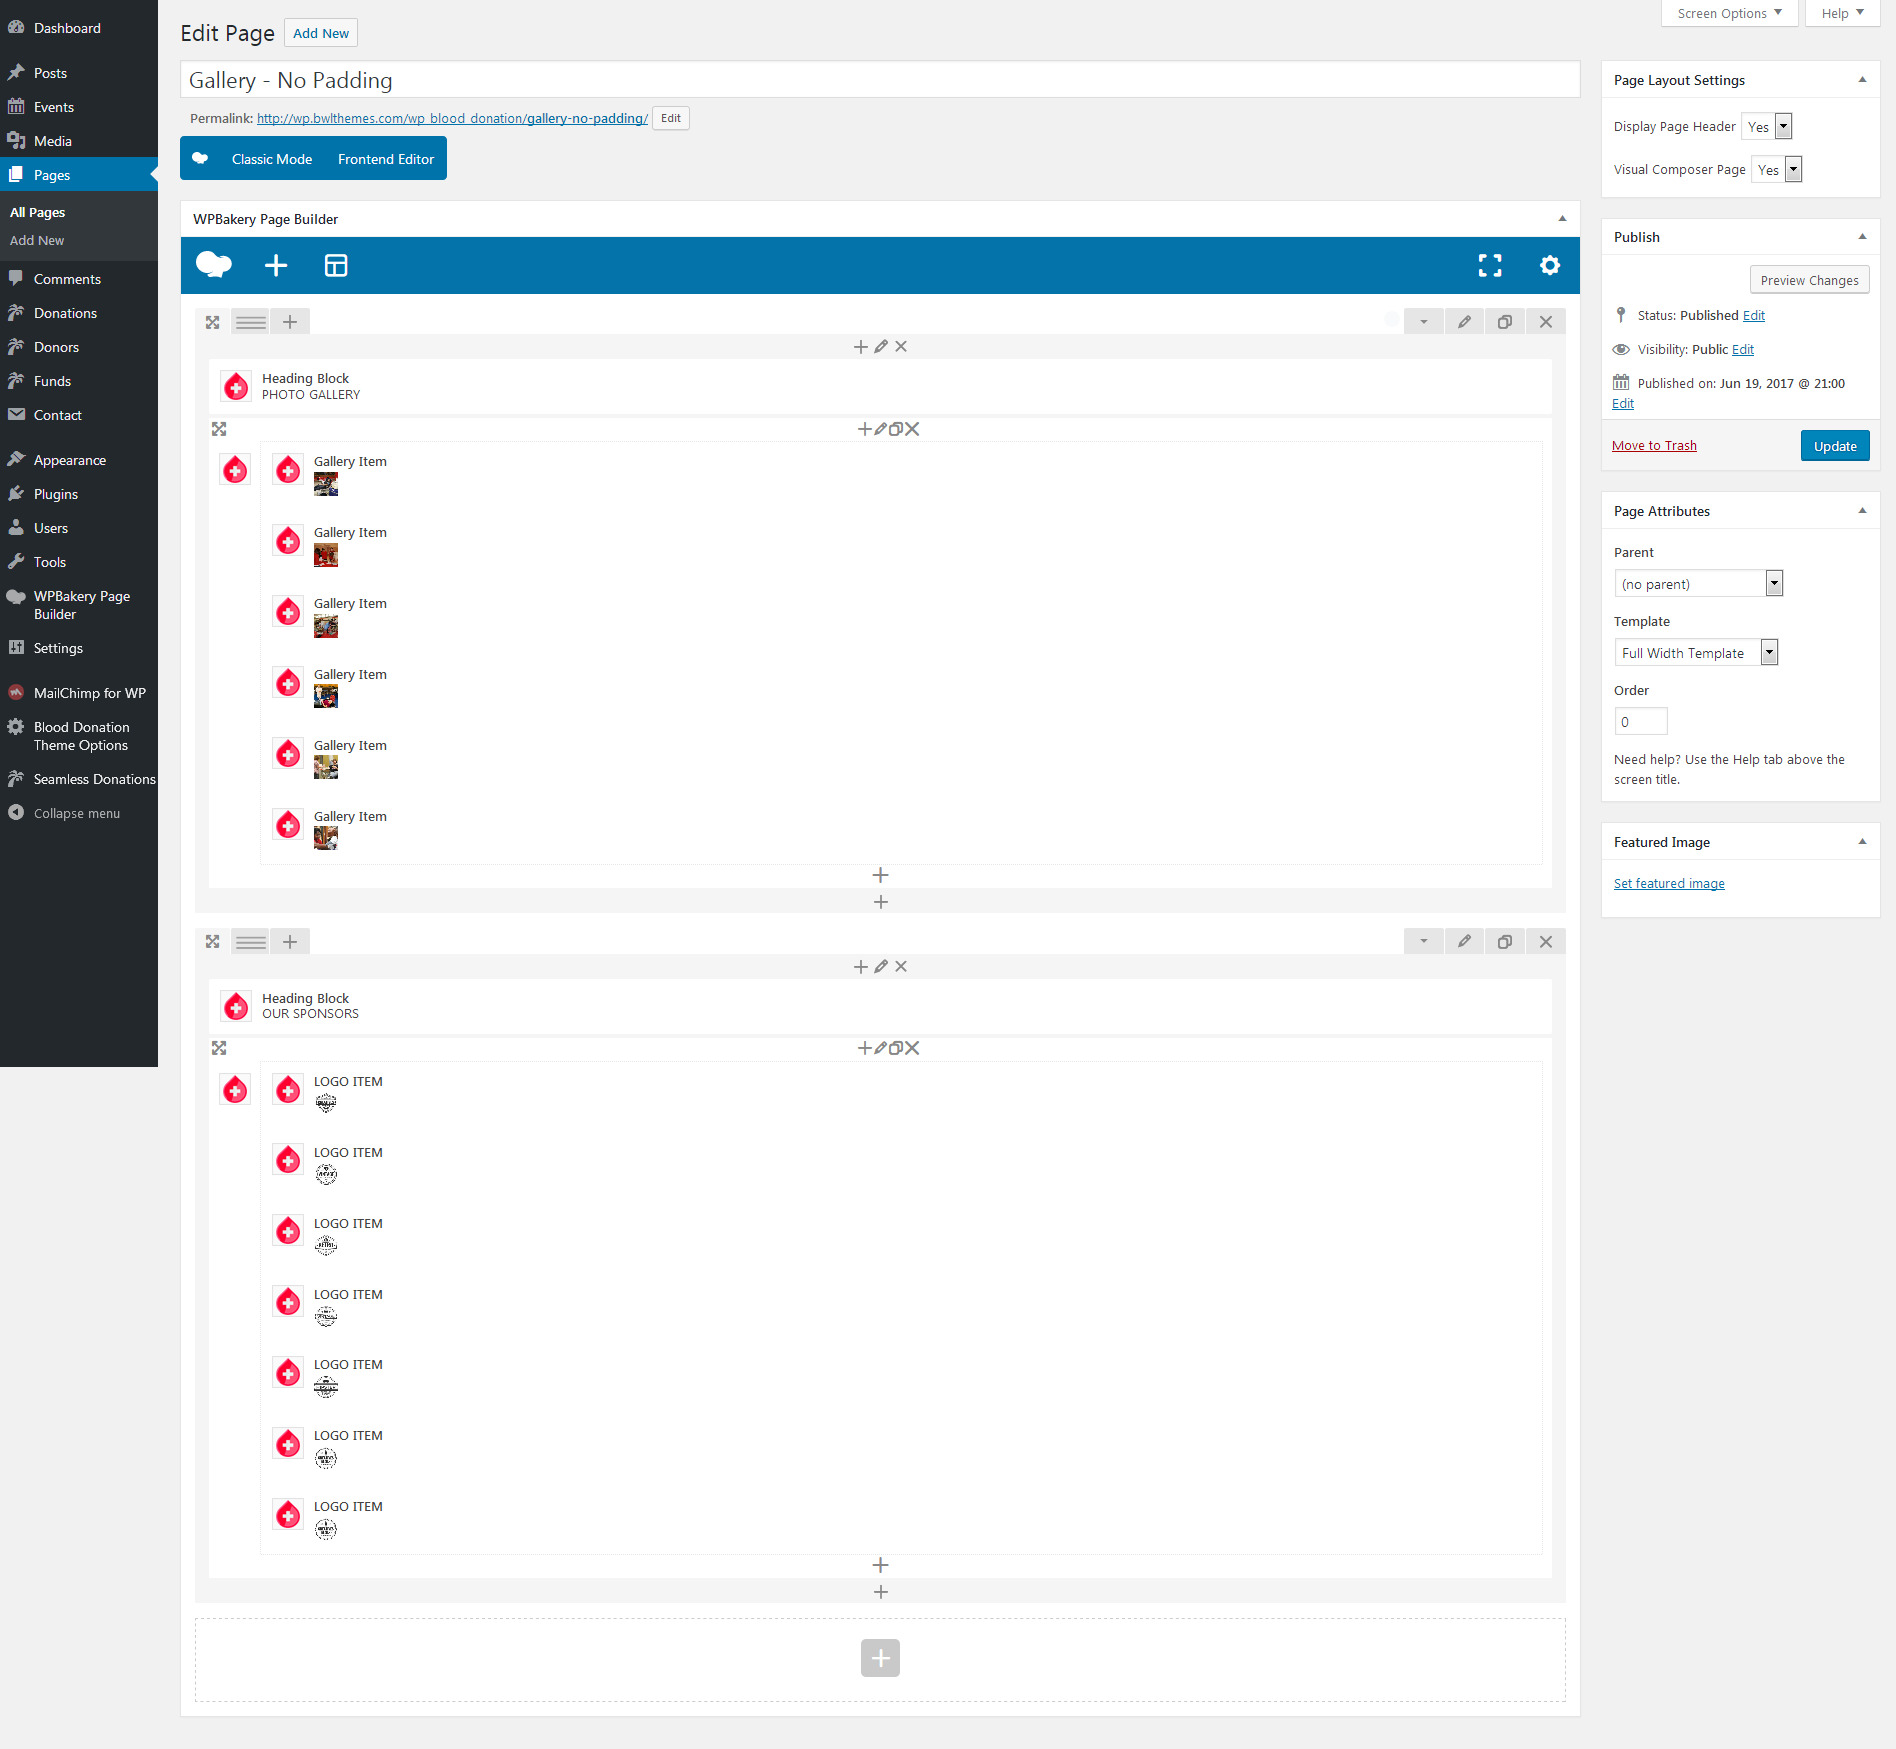 Dashboard
Posts
Events
Media
Pages
All Pages
Add New
Comments
Donations
Donors
Funds
Contact
Appearance
Plugins
Users
Tools
WPBakery Page
Builder
Settings
MailChimp for WP
Blood Donation
Theme Options
Seamless Donations
Collapse menu
Screen Options
Help
Edit Page
Add New
Gallery - No Padding
Permalink: http://wp.bwlthemes.com/wp_blood_donation/gallery-no-padding/ Edit
Classic Mode
Frontend Editor
WPBakery Page Builder
Heading Block
PHOTO GALLERY
Gallery Item
Gallery Item
Gallery Item
Gallery Item
Gallery Item
Gallery Item
Heading Block
OUR SPONSORS
LOGO ITEM
LOGO ITEM
LOGO ITEM
LOGO ITEM
LOGO ITEM
LOGO ITEM
LOGO ITEM
Page Layout Settings
Display Page Header Yes
Visual Composer Page Yes
Publish
Preview Changes
Status: Published Edit
Visibility: Public Edit
Published on: Jun 19, 2017 @ 21:00
Edit
Move to Trash
Update
Page Attributes
Parent
(no parent)
Template
Full Width Template
Order
0
Need help? Use the Help tab above the
screen title.
Featured Image
Set featured image